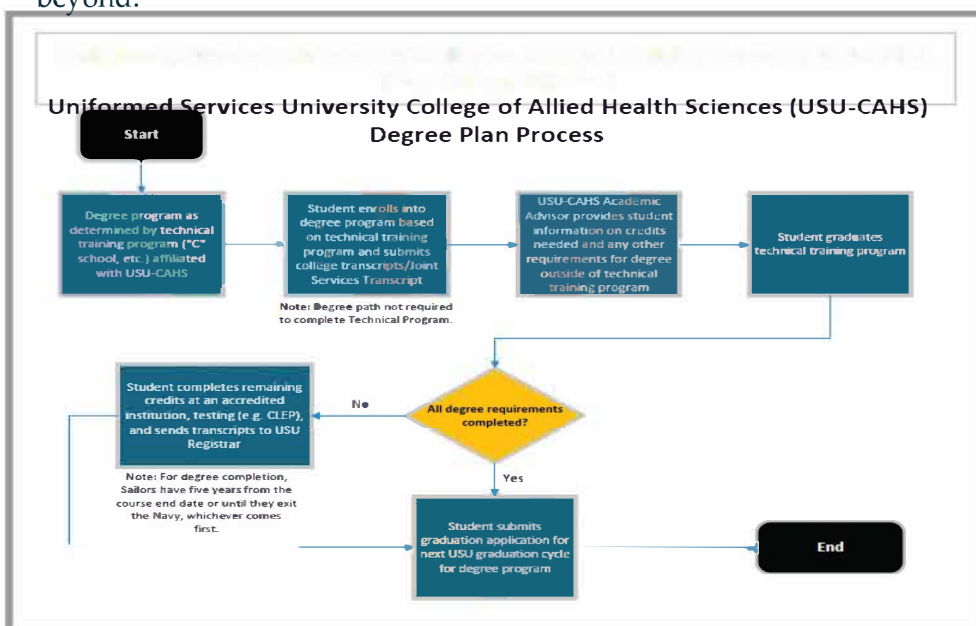 beyond.
Uniformed Services University College of Allied Health Sciences (USU-CAHS)
Degree Plan Process
Start
Degree program as
determined by technical
training program ("C"
school, etc.) affiliated
with USU-CAHS
Student enrolls into
degree program based
on technical training
program and submits
college transcripts/Joint
Services Transcript
Note: Degree path not required
to complete Technical Program.
USU-CAHS Academic
Advisor provides student
information on credits
needed and any other
requirements for degree
outside of technical
training program
Student graduates
technical training program
All degree requirements
completed?
No
Student completes remaining
credits at an accredited
institution, testing (e.g. CLEP),
and sends transcripts to USU
Registrar
Note: For degree completion,
Sailors have five years from the
course end date or until they exit
the Navy, whichever comes
first.
Yes
Student submits
graduation application for
next USU graduation cycle
for degree program
End